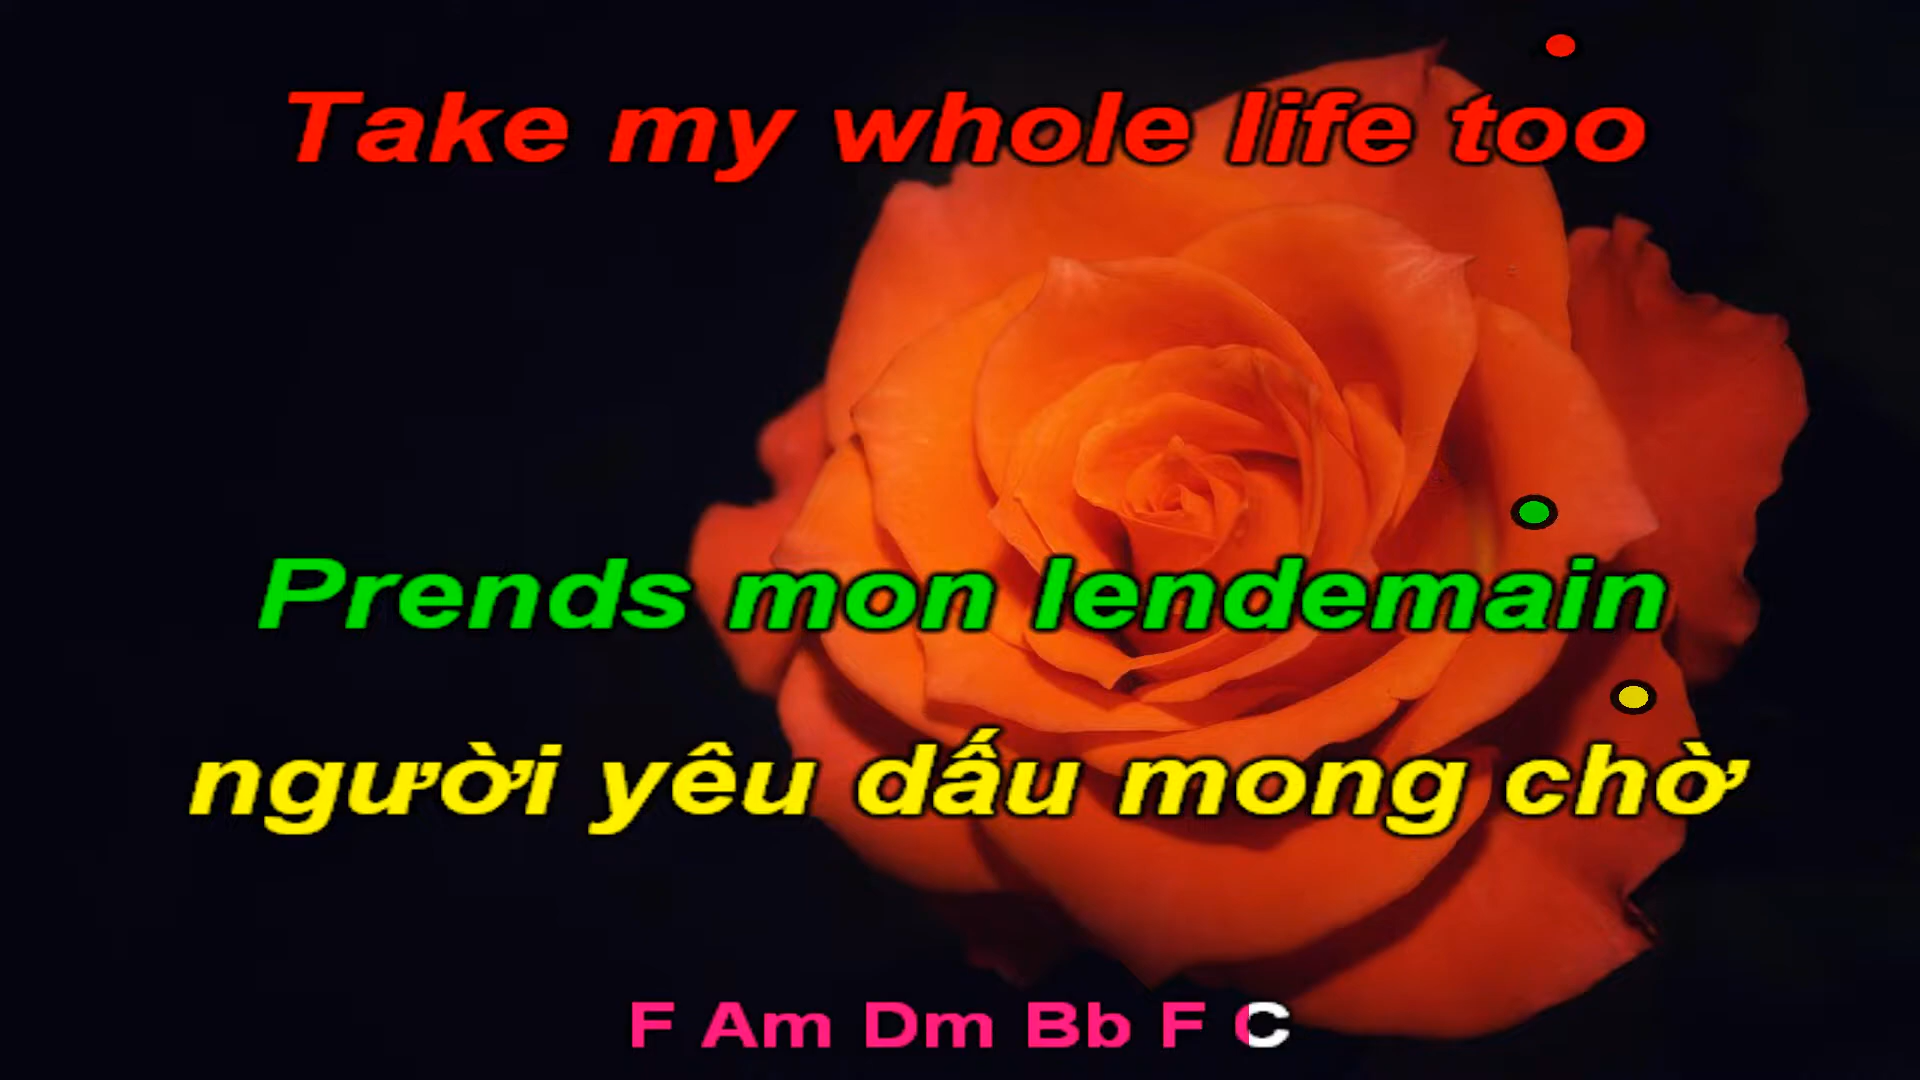 Take my whole life too
Prends mon lendemain
người yêu dấu mong chờ
F Am Dm Bb F C